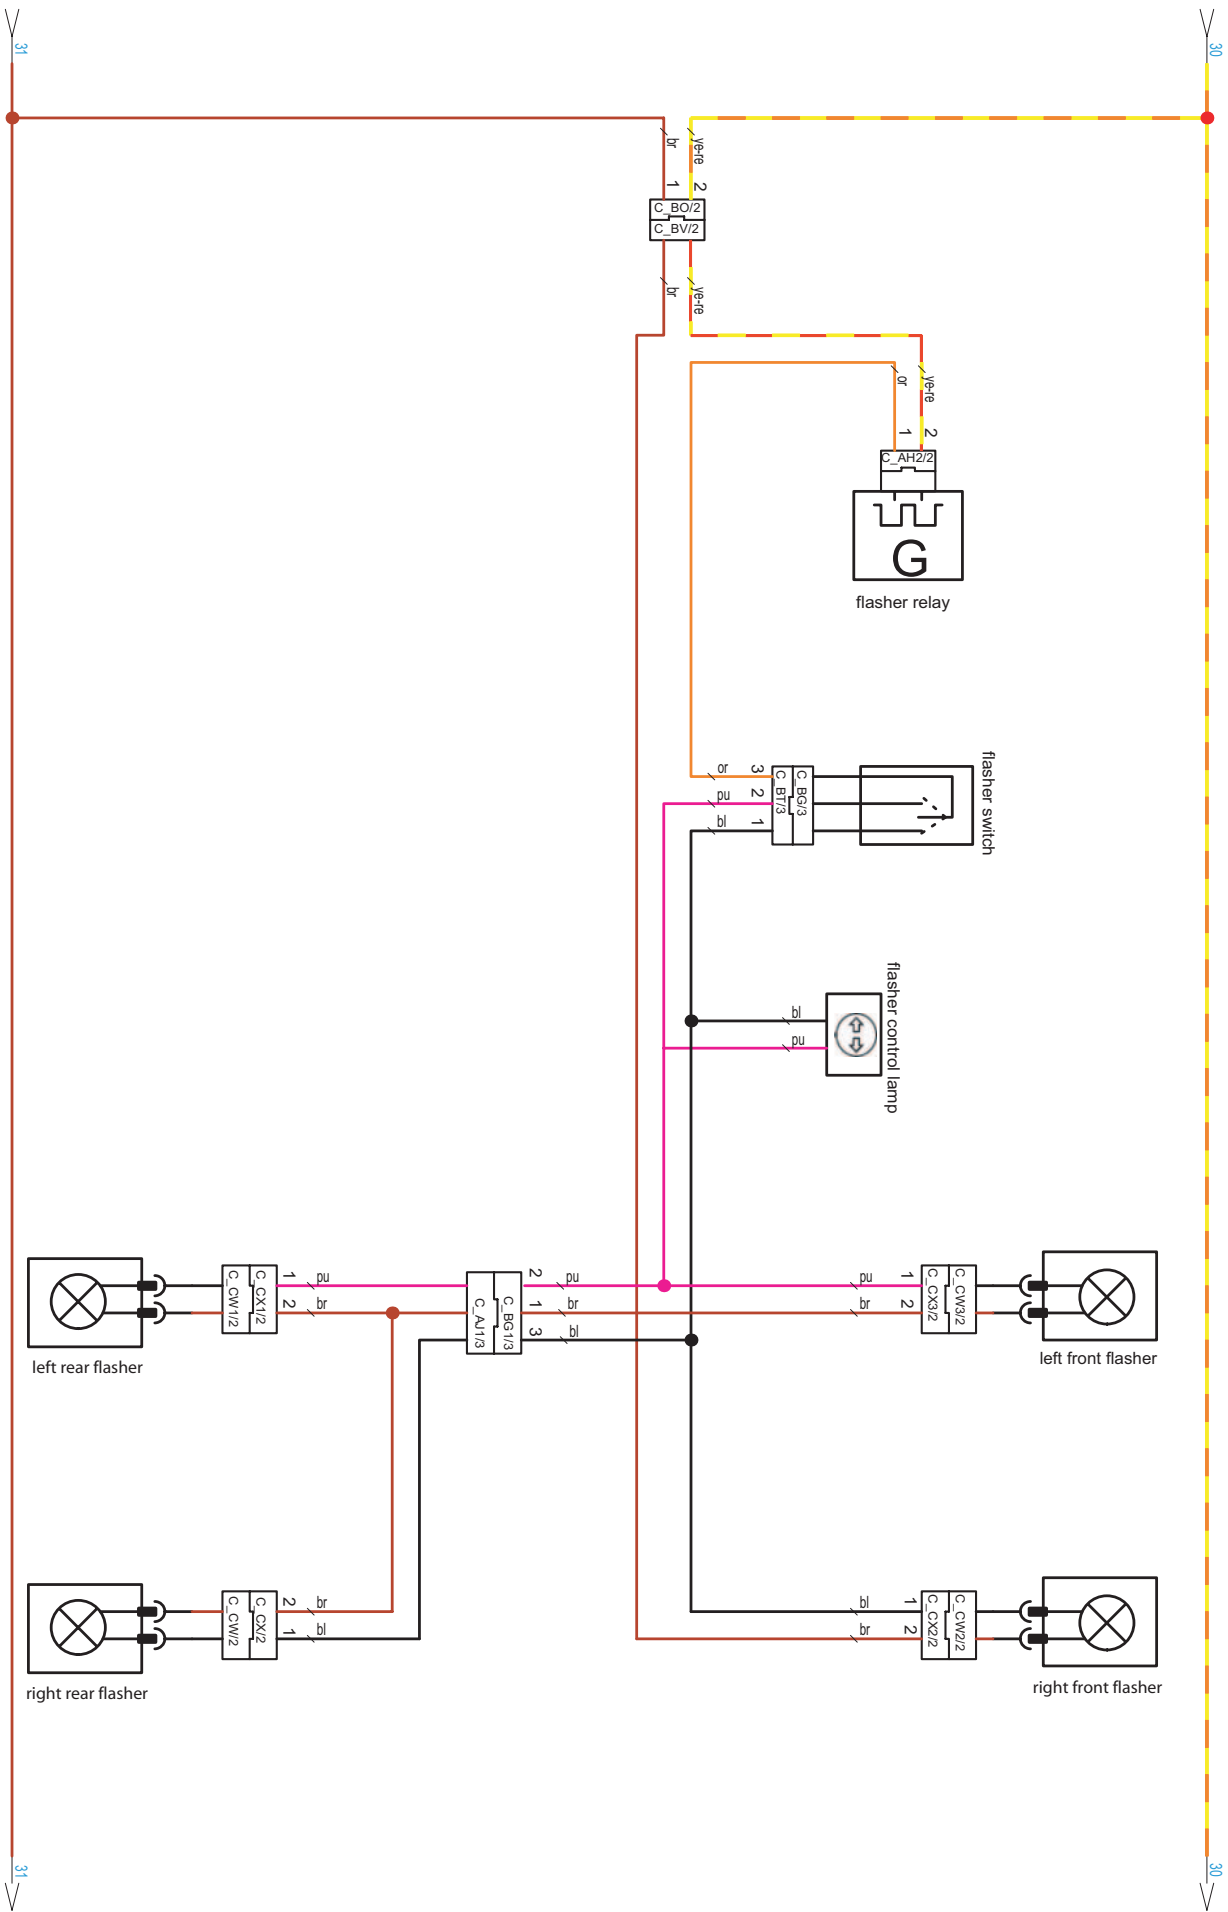 31
30
br
ye-re
1
2
C_BO/2
C_BV/2
br
ye-re
or
ye-re
1
2
C_AH2/2
G
flasher relay
flasher switch
or
pu
bl
3
2
1
C_BT/3
C_BG/3
flasher control lamp
bl
pu
1
2
pu
br
C_CW1/2
C_CX1/2
left rear flasher
2
1
3
pu
br
bl
C_AJ1/3
C_BG1/3
pu
br
1
2
C_CX3/2
C_CW3/2
left front flasher
2
1
br
bl
C_CW/2
C_CX/2
right rear flasher
bl
br
1
2
C_CX2/2
C_CW2/2
right front flasher
31
30